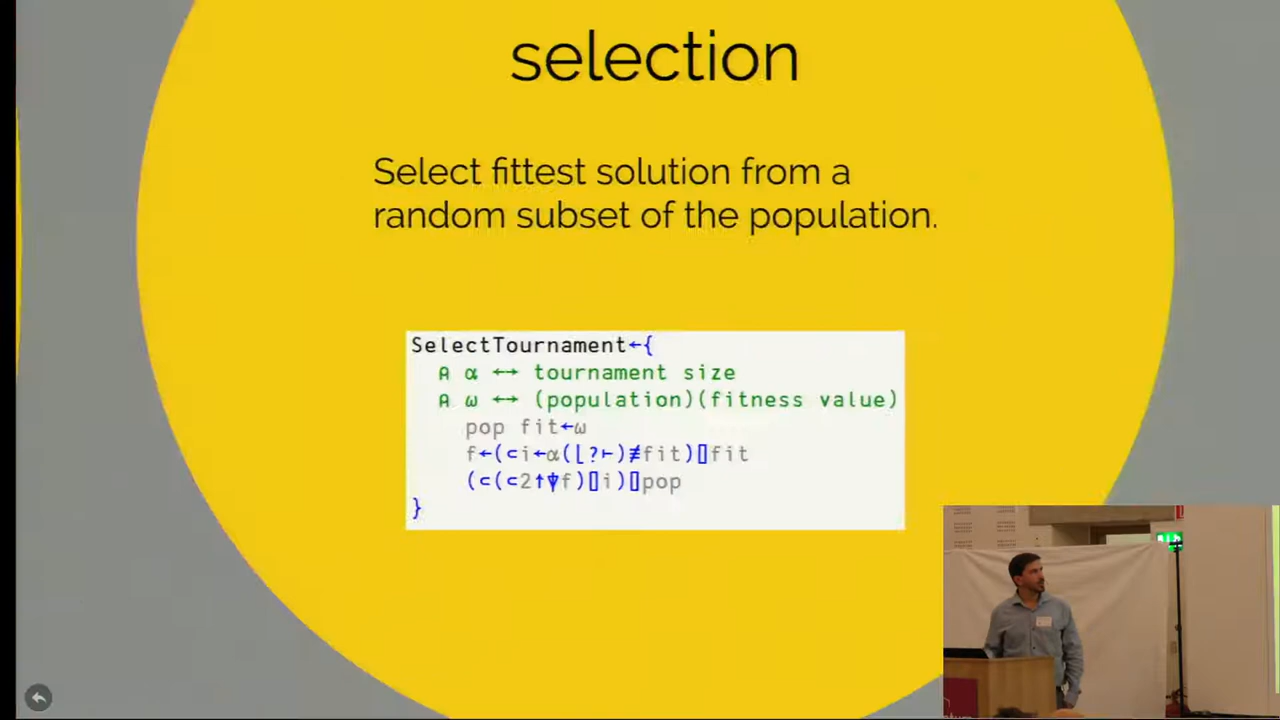 selection
Select fittest solution from a
random subset of the population.
SelectTournament←{
⍝ ⍺ ←→ tournament size
⍝ ⍵ ←→ (population)(fitness value)
pop fit←⍵
f←(⊂i←⍺(⌊?⊢)≢fit)⌷fit
(⊂(⊂2↑⍒f)⌷i)⌷pop
}